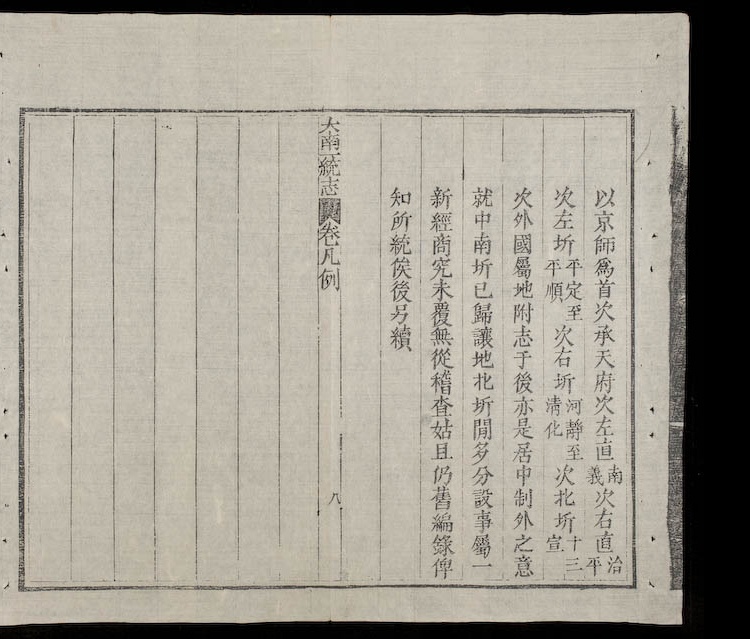 以京師爲首次承天府次左直南義次右直治平
次左圻平定至平順次右圻河靜至清化次北圻十三宣
次外國屬地附志于後亦是居中制外之意
就中南圻已歸讓地北圻閒多分設事屬一
新經商究未覆無從稽查姑且仍舊編錄俾
知所統俟後另續
大南一統志 卷凡例 八